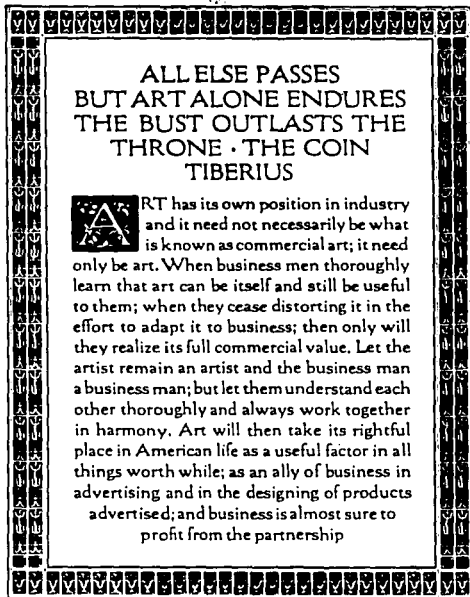 ALL ELSE PASSES
BUT ART ALONE ENDURES
THE BUST OUTLASTS THE
THRONE · THE COIN
TIBERIUS
ART has its own position in industry
and it need not necessarily be what
is known as commercial art; it need
only be art. When business men thoroughly
learn that art can be itself and still be useful
to them; when they cease distorting it in the
effort to adapt it to business; then only will
they realize its full commercial value. Let the
artist remain an artist and the business man
a business man; but let them understand each
other thoroughly and always work together
in harmony. Art will then take its rightful
place in American life as a useful factor in all
things worth while; as an ally of business in
advertising and in the designing of products
advertised; and business is almost sure to
profit from the partnership